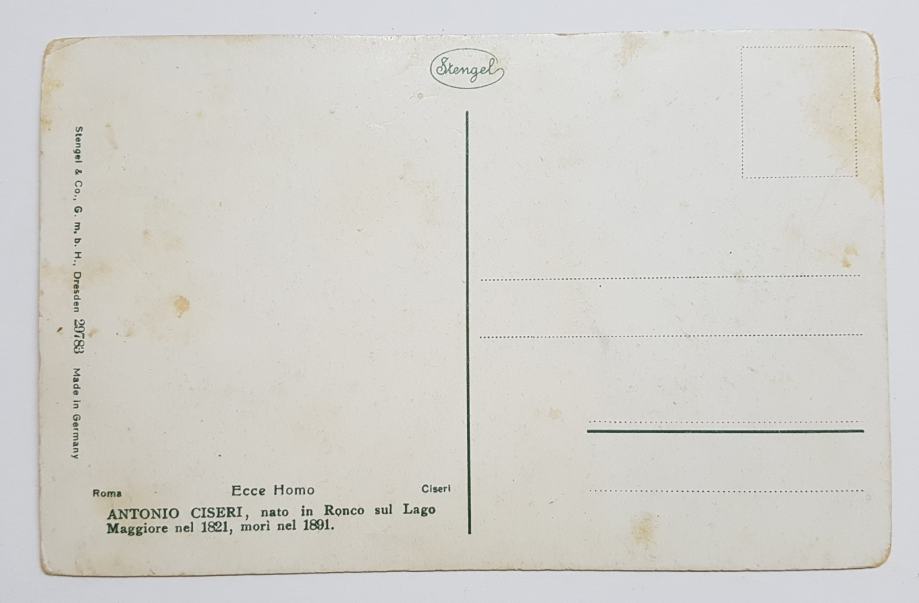 Stengel
Stengel & Co., G. m. b. H., Dresden 29783 Made in Germany
Roma Ecce Homo Ciseri
ANTONIO CISERI, nato in Ronco sul Lago
Maggiore nel 1821, morì nel 1891.